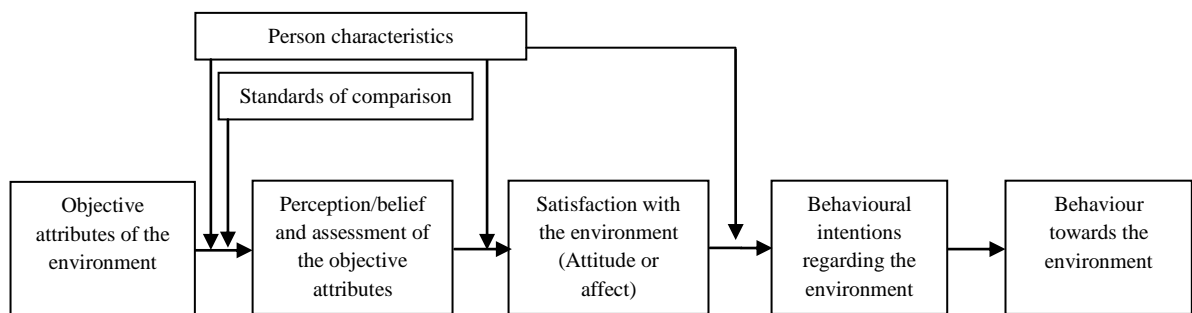 Person characteristics
Standards of comparison
Objective
attributes of the
environment
Perception/belief
and assessment of
the objective
attributes
Satisfaction with
the environment
(Attitude or
affect)
Behavioural
intentions
regarding the
environment
Behaviour
towards the
environment